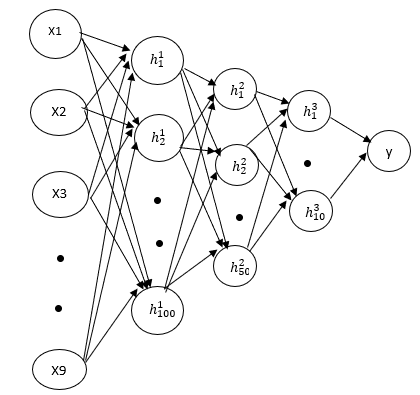 X1
X2
X3
X9
h₁¹
h₂¹
h₁₀₀¹
h₁²
h₂²
h₅₀²
h₁³
h₁₀³
y